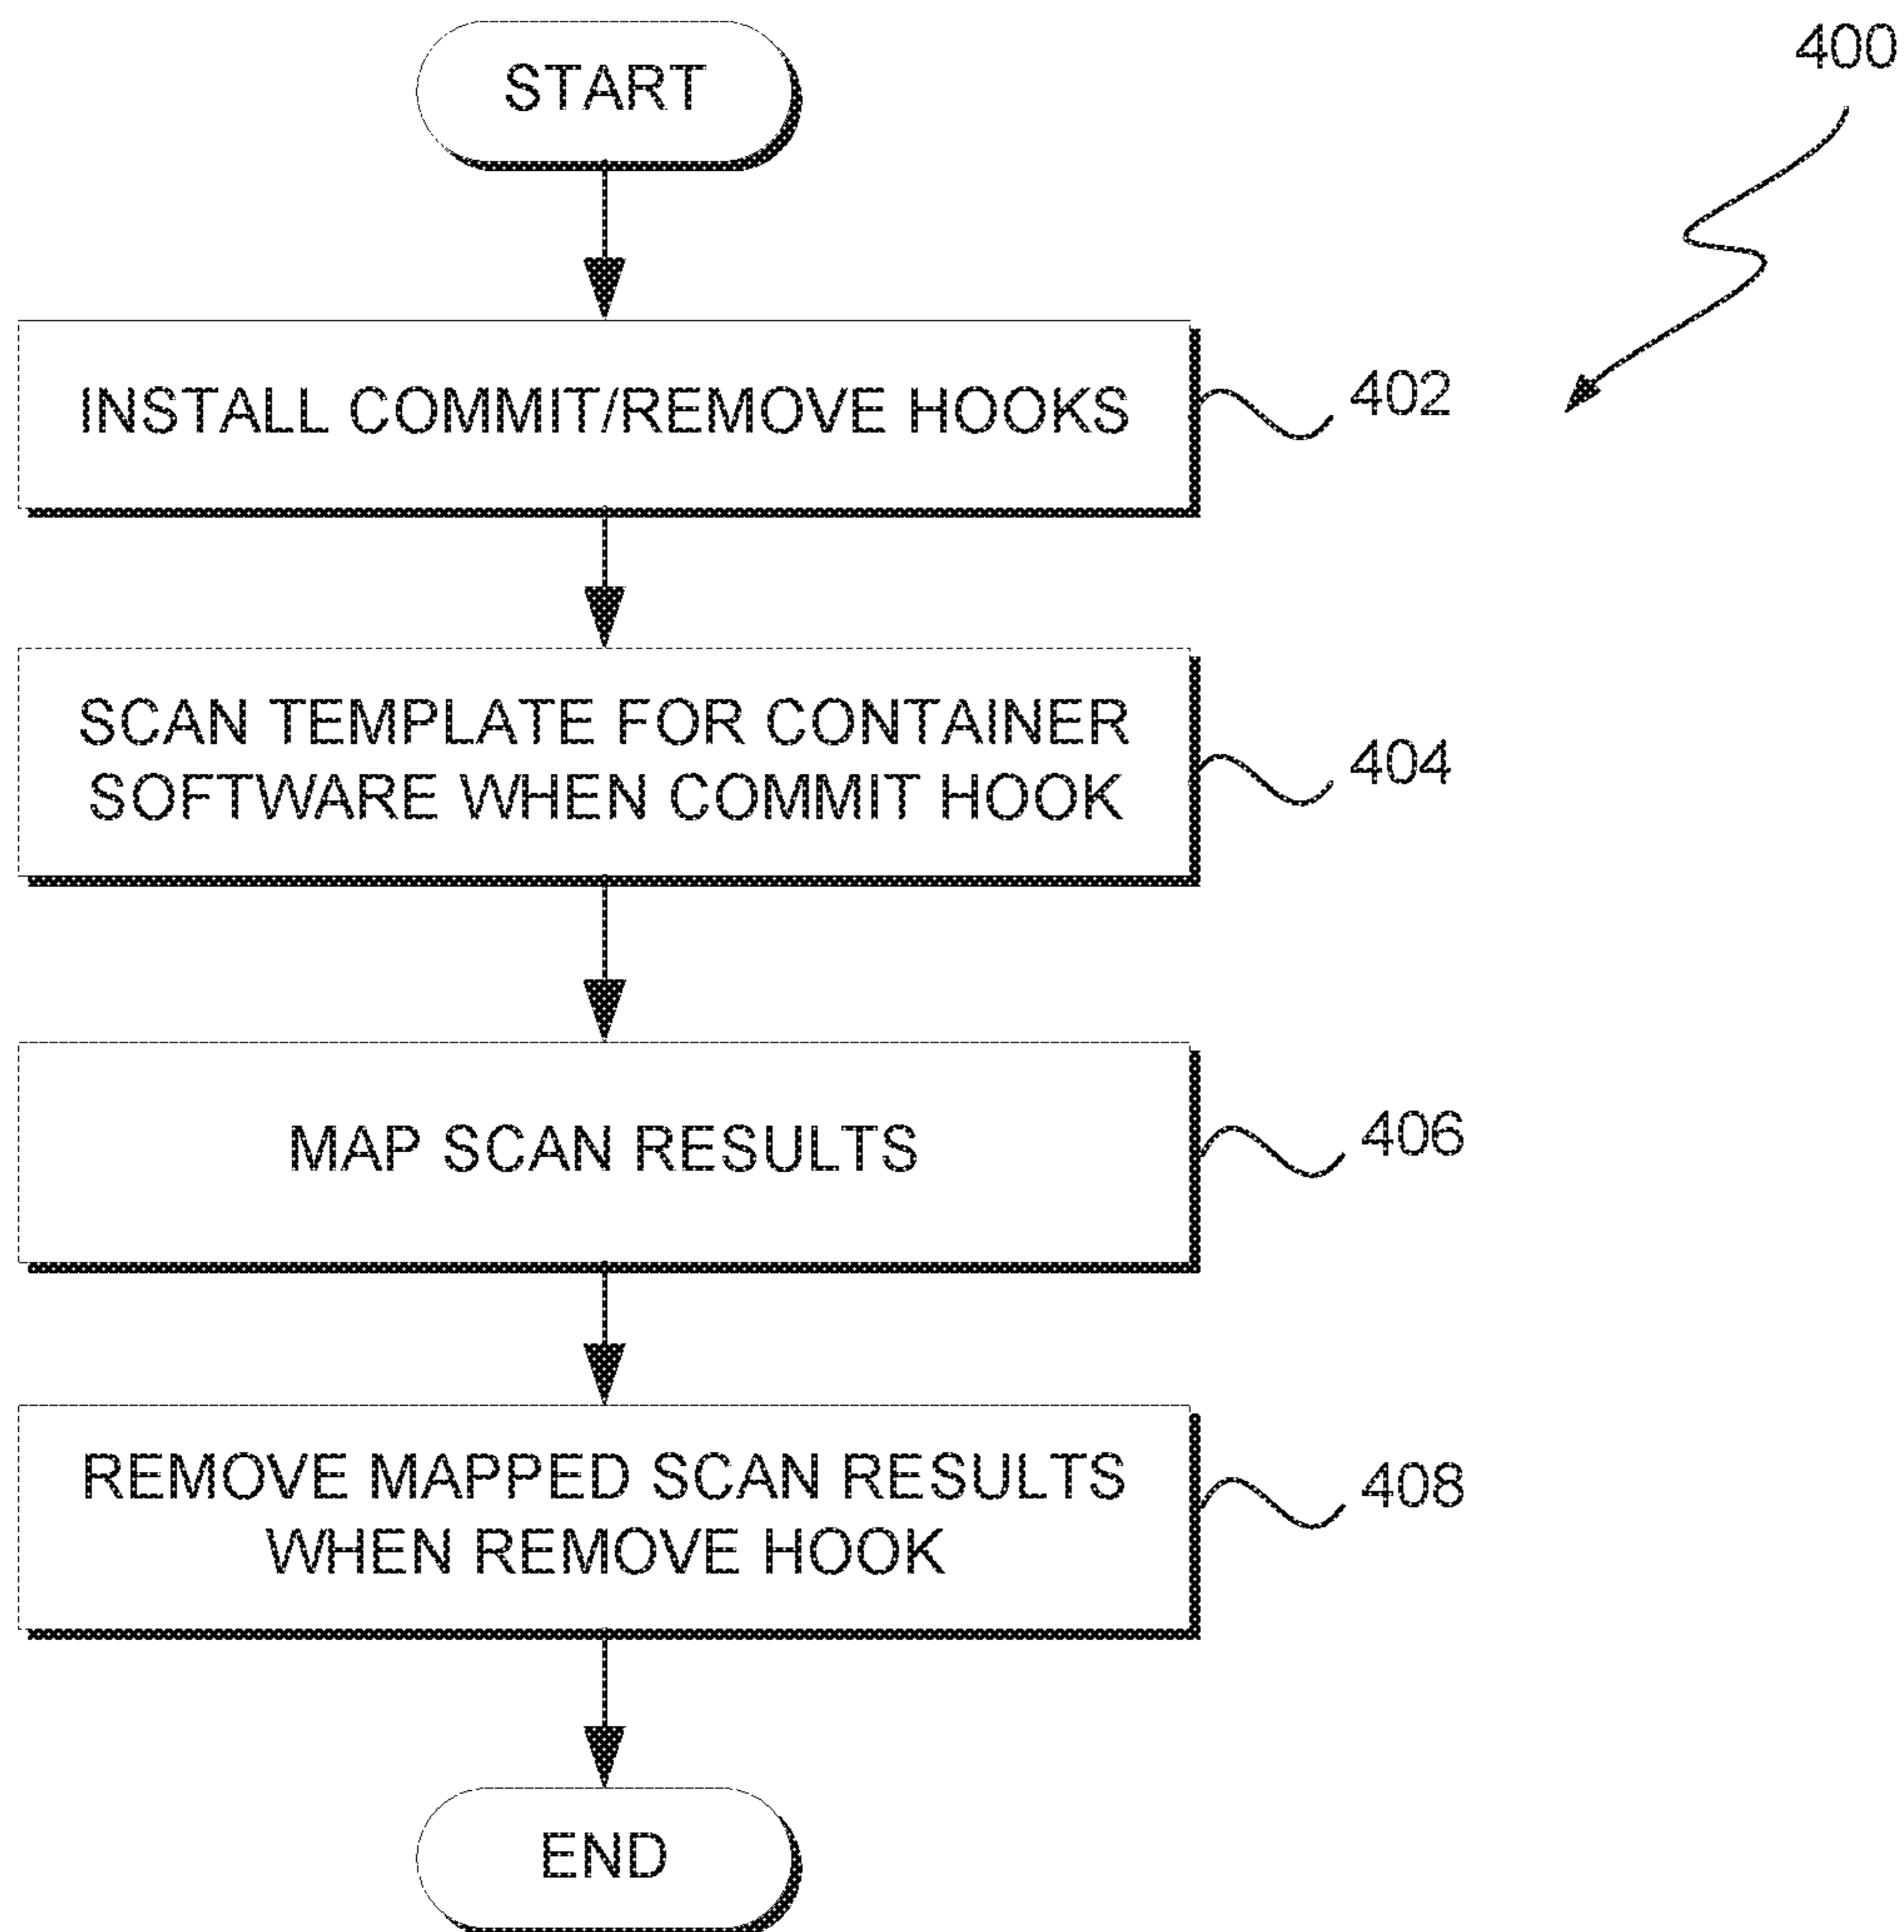 START
400
INSTALL COMMIT/REMOVE HOOKS
402
SCAN TEMPLATE FOR CONTAINER
SOFTWARE WHEN COMMIT HOOK
404
MAP SCAN RESULTS
406
REMOVE MAPPED SCAN RESULTS
WHEN REMOVE HOOK
408
END